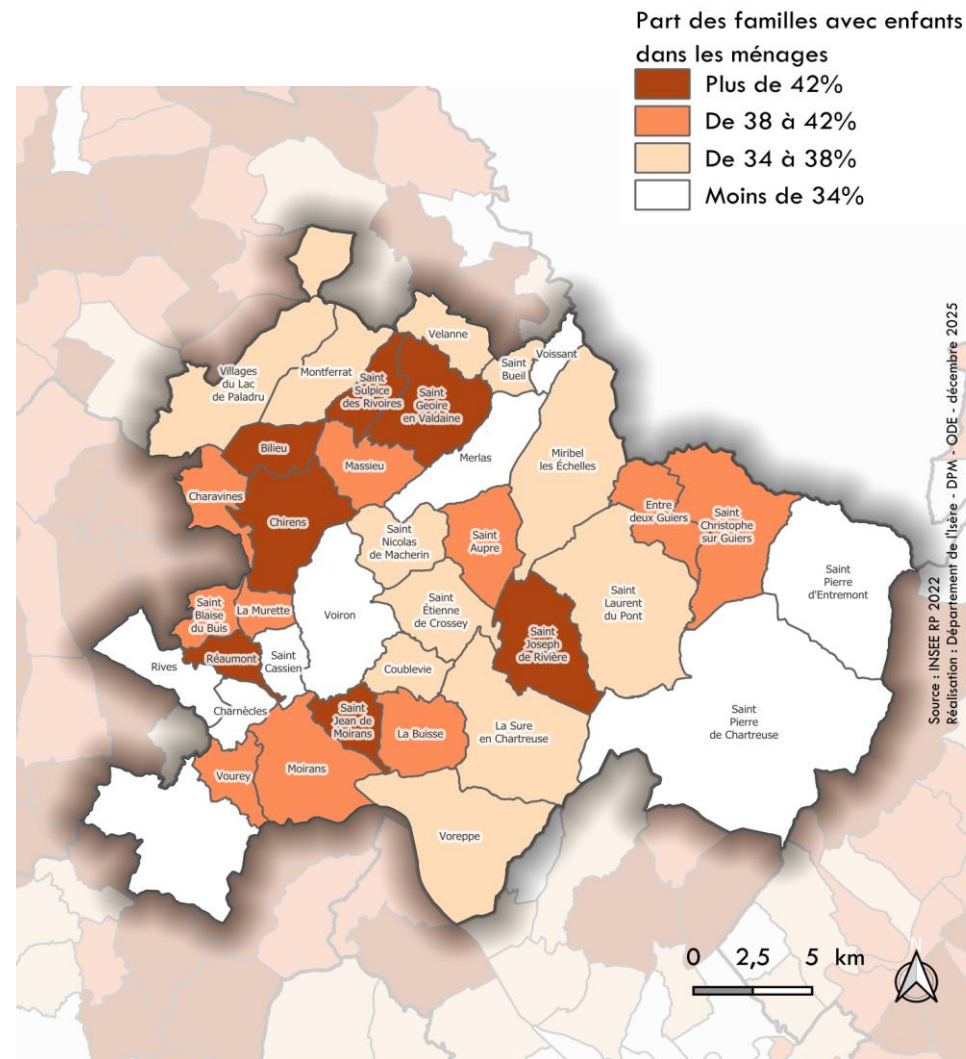 Part des familles avec enfants
dans les ménages
Plus de 42%
De 38 à 42%
De 34 à 38%
Moins de 34%
Velanne
Voissant
Saint
Bueil
Villages
du Lac
de Paladru
Montferrat
Saint
Sulpice
des Rivoires
Saint
Geoire
en Valdaine
Bilieu
Massieu
Merlas
Miribel
les Échelles
Charavines
Chirens
Entre
deux Guiers
Saint
Christophe
sur Guiers
Saint
Nicolas
de Macherin
Saint
Aupre
Saint
Pierre
d'Entremont
Saint
Blaise
du Buis
La Murette
Voiron
Saint
Étienne
de Crossey
Saint
Laurent
du Pont
Saint
Joseph
de Rivière
Rives
Réaumont
Saint
Cassien
Coublevie
Charnècles
Saint
Jean de
Moirans
La Buisse
La Sure
en Chartreuse
Saint
Pierre
de Chartreuse
Vourey
Moirans
Voreppe
Source : INSEE RP 2022
Réalisation : Département de l'Isère - DPM - ODE - décembre 2025
0 2,5 5 km
N